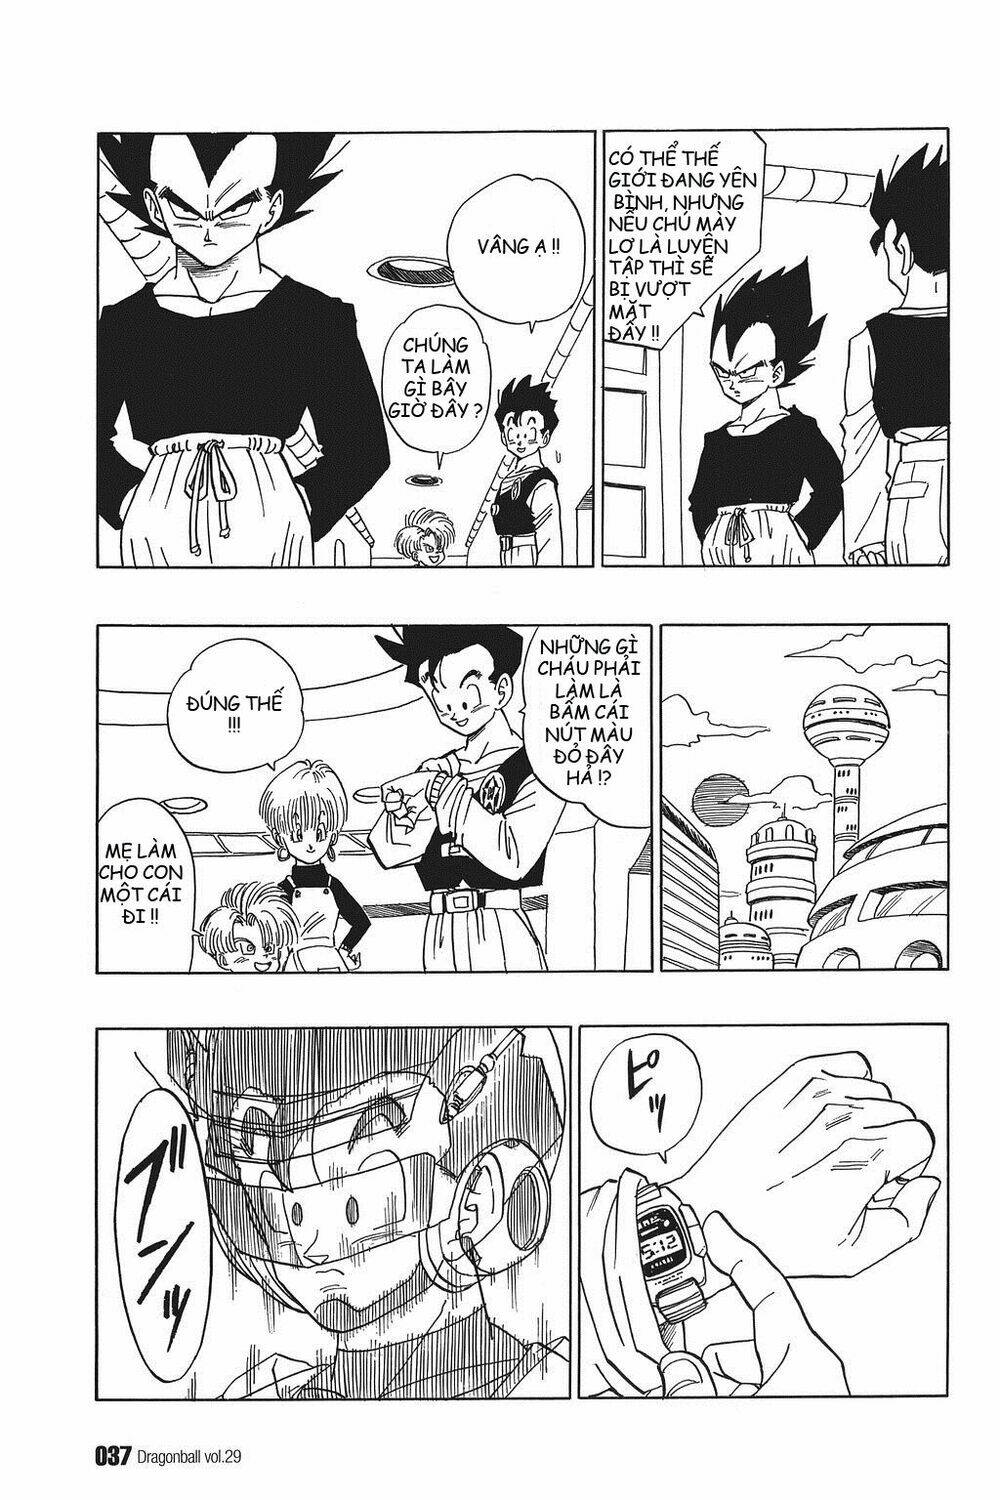 CÓ THỂ THẾ
GIỚI ĐANG YÊN
BÌNH, NHƯNG
NẾU CHÚ MÀY
LƠ LÀ LUYỆN
TẬP THÌ SẼ
BỊ VƯỢT
MẶT
ĐẤY !!
VÂNG Ạ !!
CHÚNG
TA LÀM
GÌ BÂY
GIỜ ĐÂY ?
NHỮNG GÌ
CHÁU PHẢI
LÀM LÀ
BẤM CÁI
NÚT MÀU
ĐỎ ĐÂY
HẢ !?
ĐÚNG THẾ
!!!
MẸ LÀM
CHO CON
MỘT CÁI
ĐI !!
ピッ
5:12
ブンッ
037 Dragonball vol.29